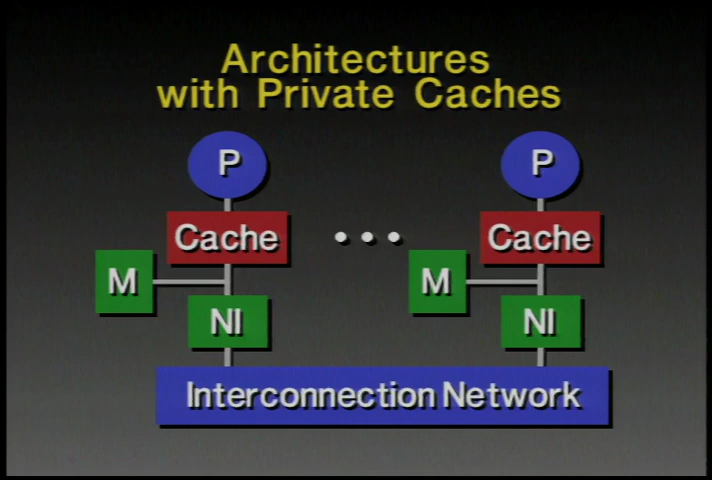 Architectures
with Private Caches
P
P
Cache
Cache
M
M
NI
NI
Interconnection Network